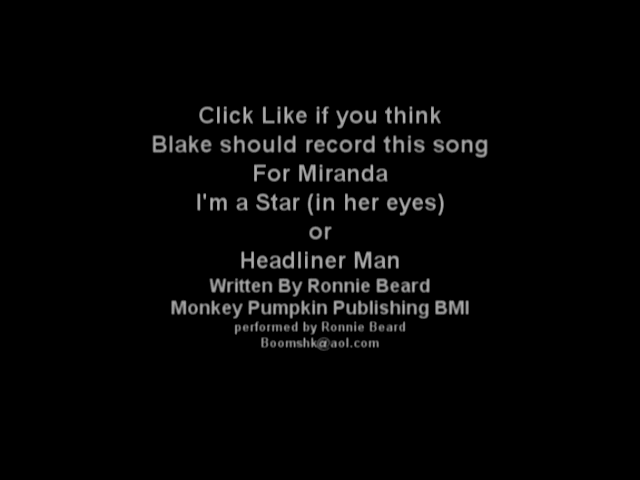 Click Like if you think
Blake should record this song
For Miranda
I'm a Star (in her eyes)
or
Headliner Man
Written By Ronnie Beard
Monkey Pumpkin Publishing BMI
performed by Ronnie Beard
Boomshk@aol.com